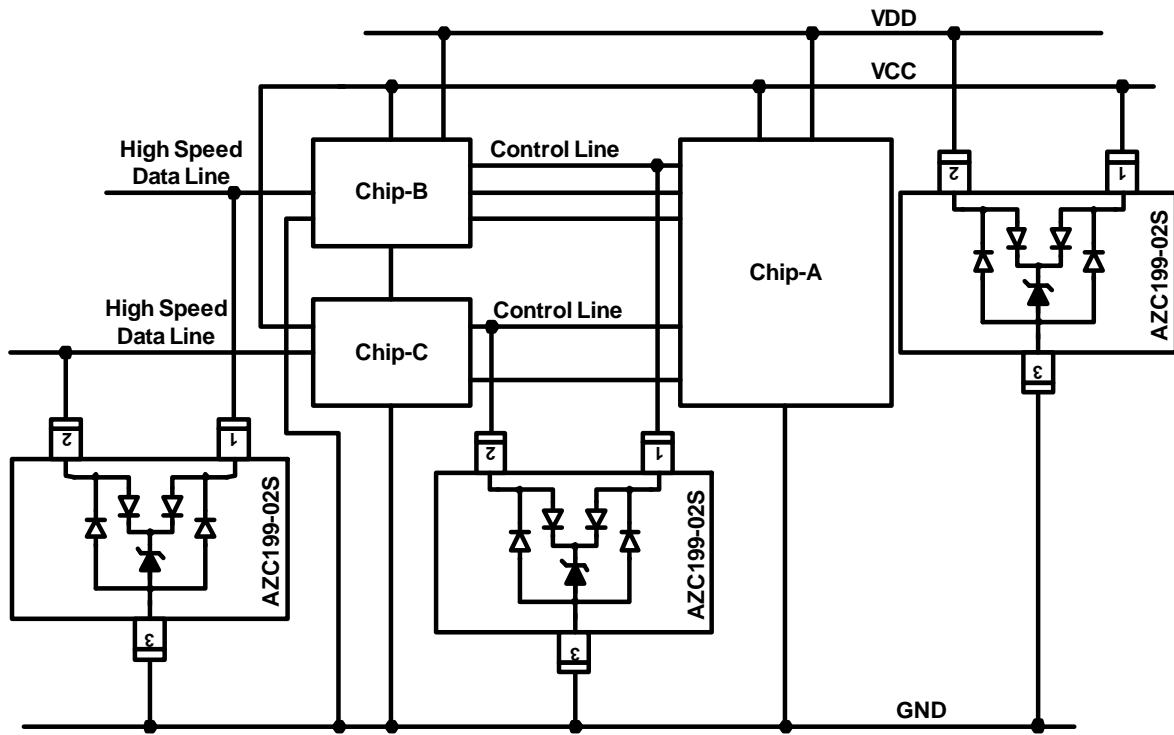 VDD
VCC
High Speed
Data Line
Control Line
Chip-B
Chip-A
2
1
AZC199-02S
3
High Speed
Data Line
Control Line
Chip-C
2
1
AZC199-02S
3
2
1
AZC199-02S
3
GND